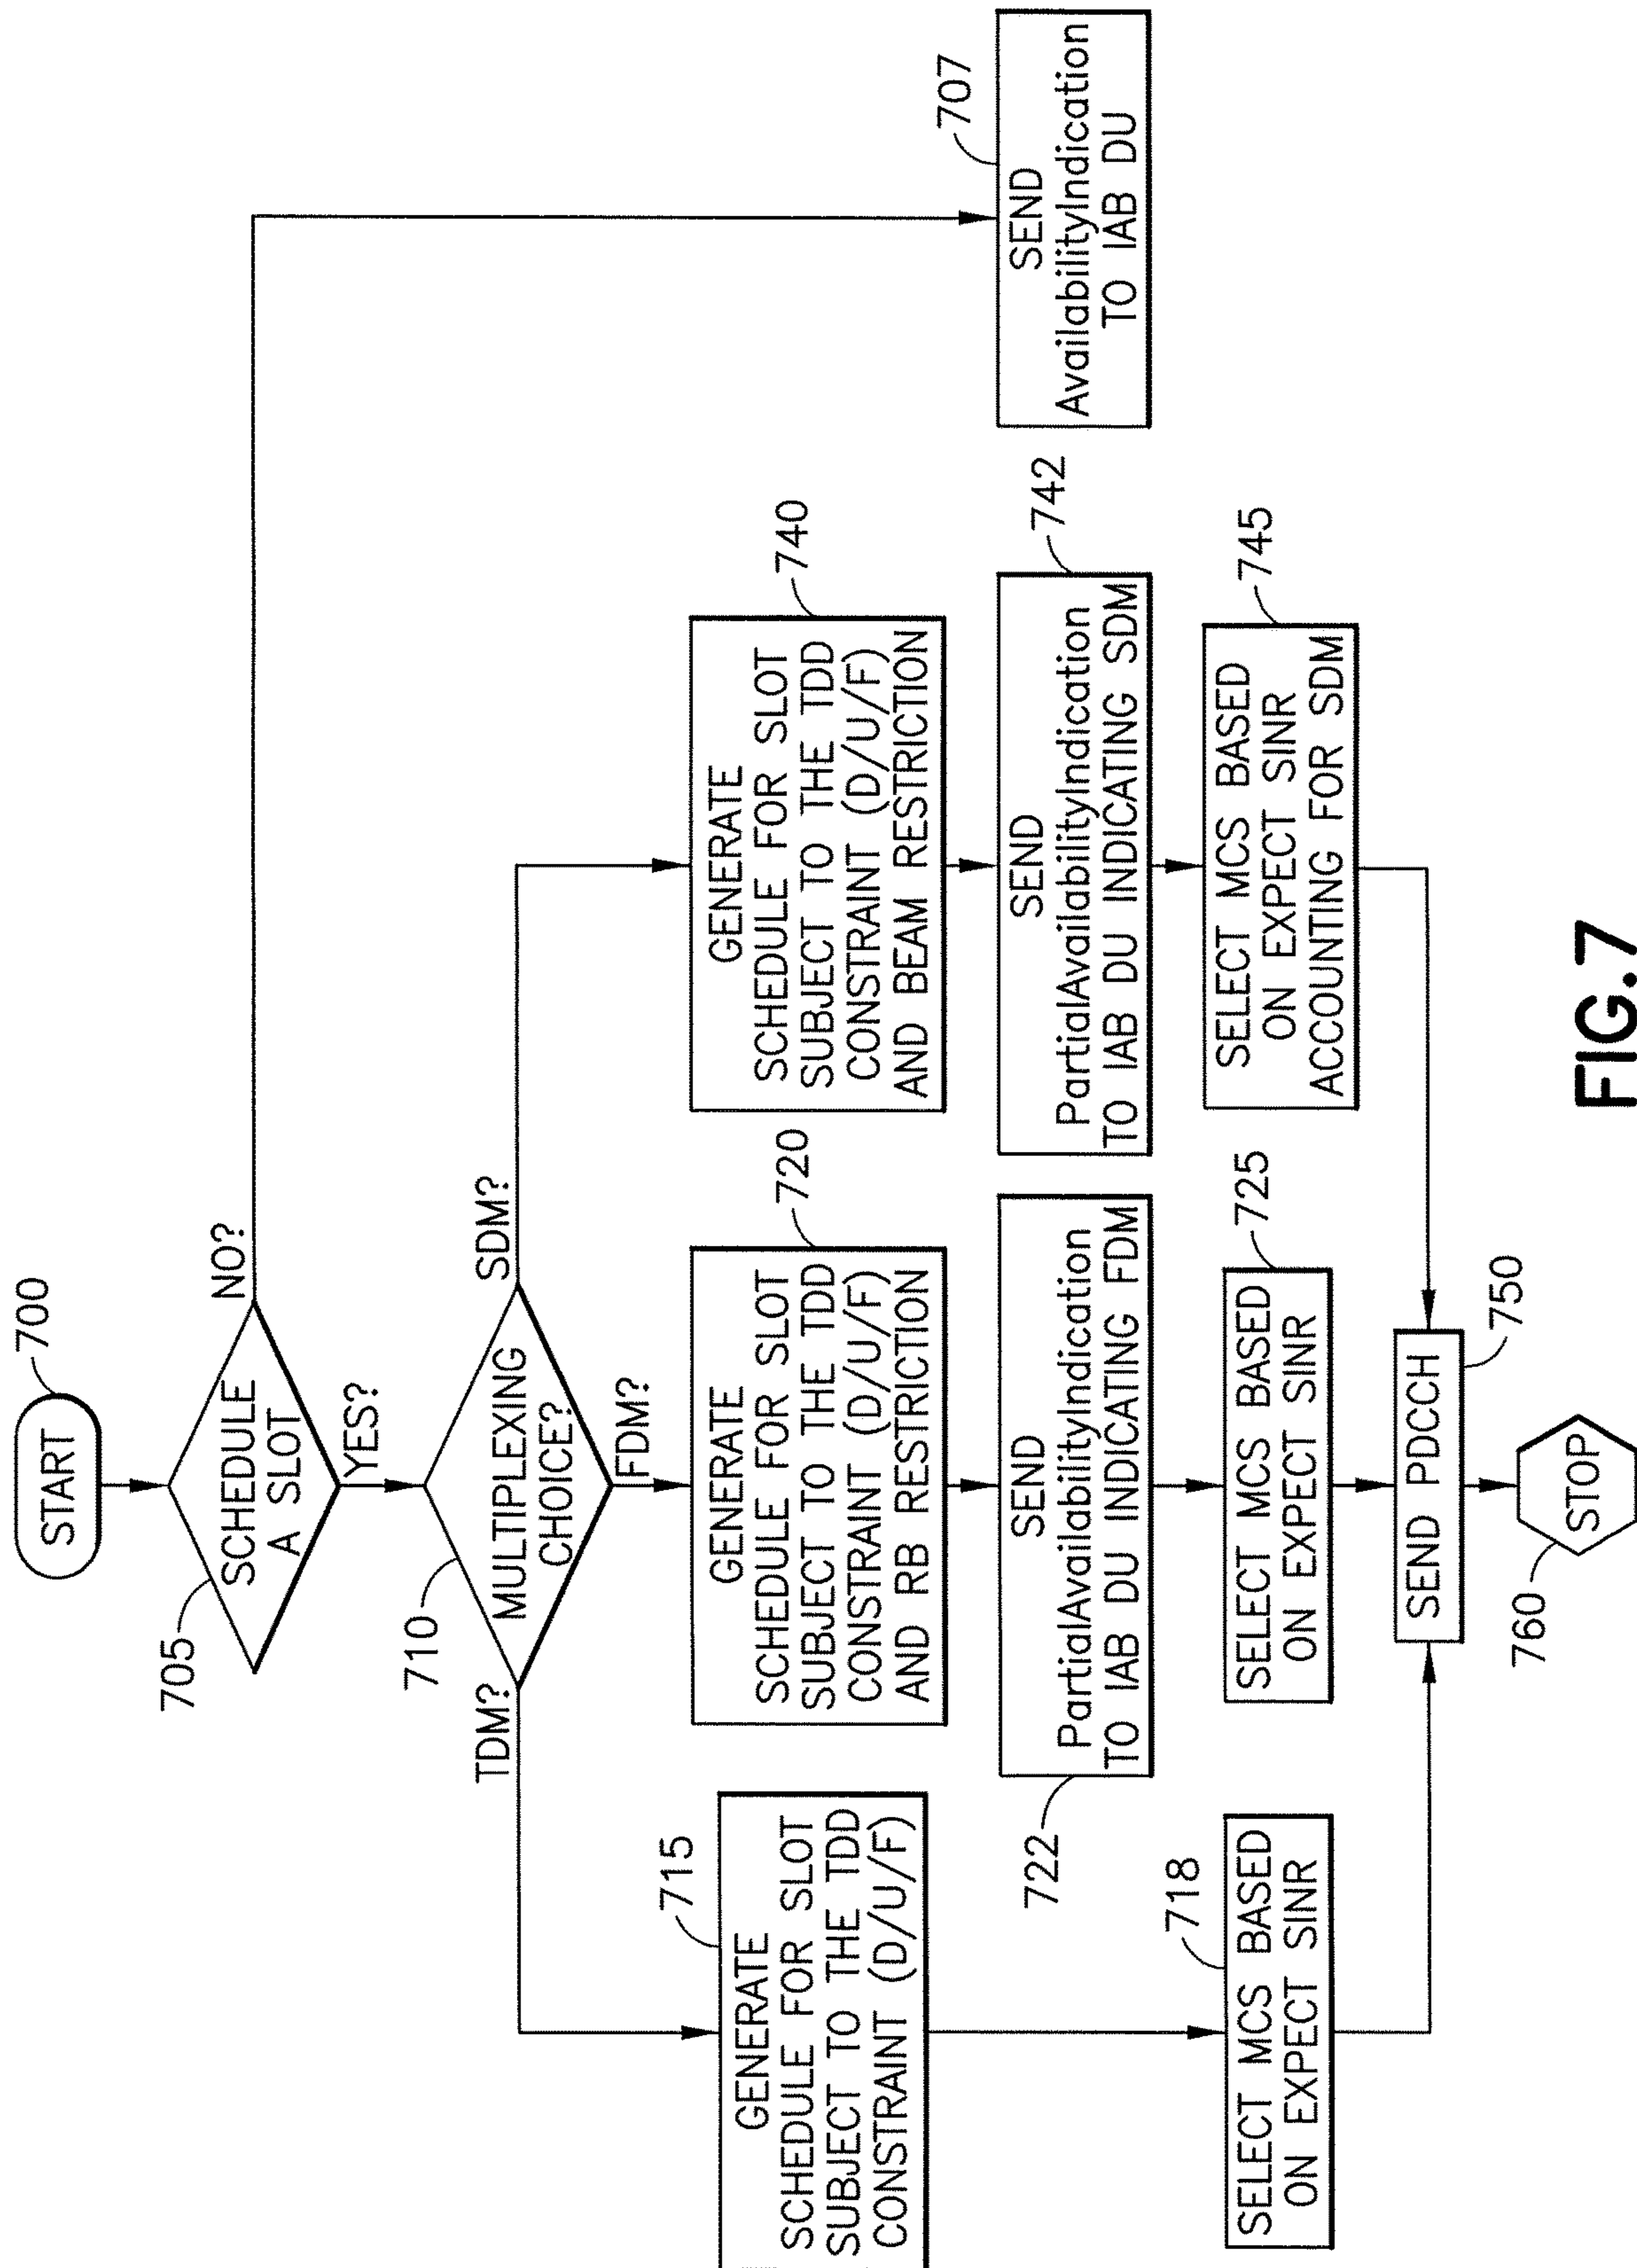 START
700
SCHEDULE
A SLOT
705
NO?
YES?
MULTIPLEXING
CHOICE?
710
TDM?
FDM?
SDM?
GENERATE
SCHEDULE FOR SLOT
SUBJECT TO THE TDD
CONSTRAINT (D/U/F)
715
GENERATE
SCHEDULE FOR SLOT
SUBJECT TO THE TDD
CONSTRAINT (D/U/F)
AND RB RESTRICTION
720
GENERATE
SCHEDULE FOR SLOT
SUBJECT TO THE TDD
CONSTRAINT (D/U/F)
AND BEAM RESTRICTION
740
SEND
PartialAvailabilityIndication
TO IAB DU INDICATING FDM
722
SEND
PartialAvailabilityIndication
TO IAB DU INDICATING SDM
742
SEND
AvailabilityIndication
TO IAB DU
707
SELECT MCS BASED
ON EXPECT SINR
718
SELECT MCS BASED
ON EXPECT SINR
725
SELECT MCS BASED
ON EXPECT SINR
ACCOUNTING FOR SDM
745
SEND PDCCH
750
STOP
760
FIG.7